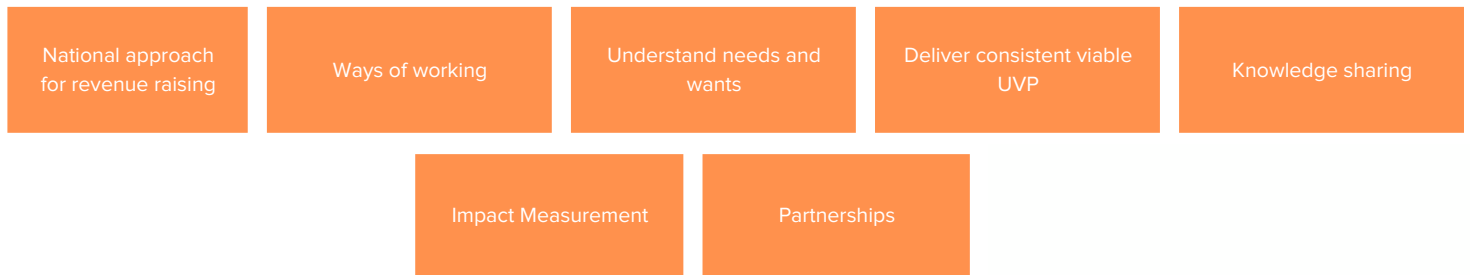 National approach
for revenue raising
Ways of working
Understand needs and
wants
Deliver consistent viable
UVP
Knowledge sharing
Impact Measurement
Partnerships